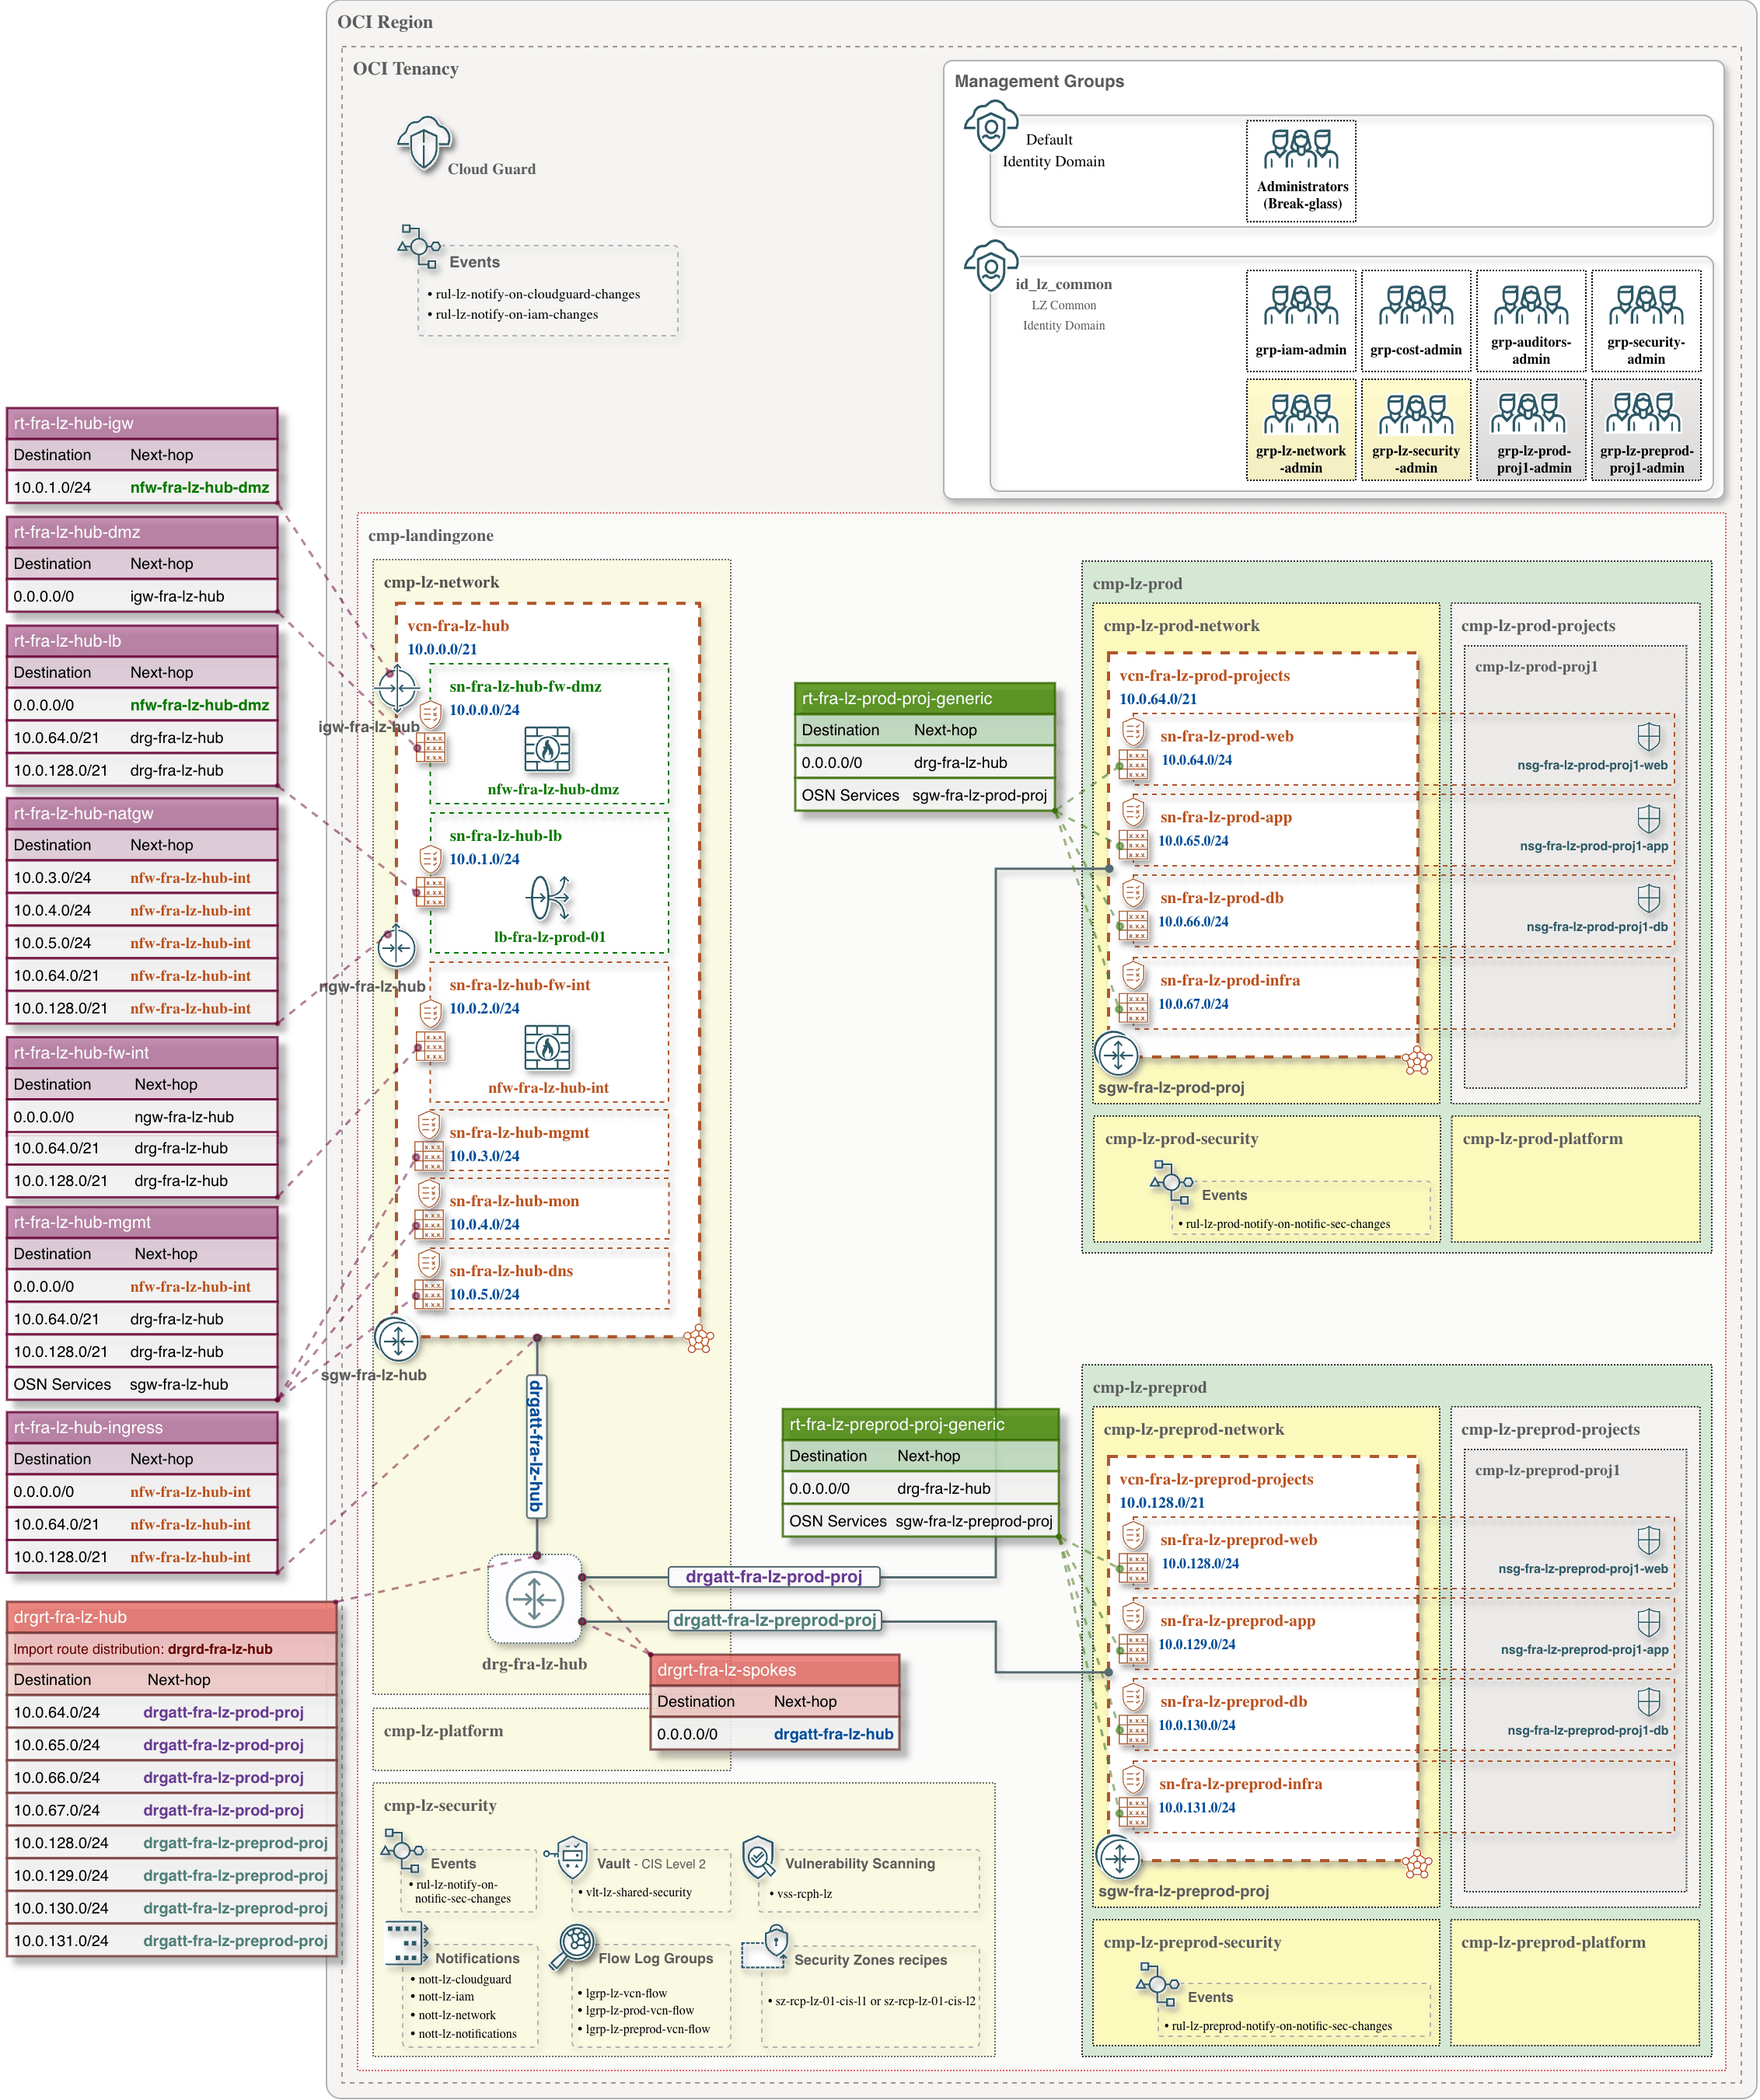 OCI Region
OCI Tenancy
Cloud Guard
Events
• rul-lz-notify-on-cloudguard-changes
• rul-lz-notify-on-iam-changes
Management Groups
Default
Identity Domain
Administrators
(Break-glass)
id_lz_common
LZ Common
Identity Domain
grp-iam-admin
grp-cost-admin
grp-auditors-
admin
grp-security-
admin
grp-lz-network
-admin
grp-lz-security
-admin
grp-lz-prod-
proj1-admin
grp-lz-preprod-
proj1-admin
rt-fra-lz-hub-igw
Destination Next-hop
10.0.1.0/24 nfw-fra-lz-hub-dmz
rt-fra-lz-hub-dmz
Destination Next-hop
0.0.0.0/0 igw-fra-lz-hub
rt-fra-lz-hub-lb
Destination Next-hop
0.0.0.0/0 nfw-fra-lz-hub-dmz
10.0.64.0/21 drg-fra-lz-hub
10.0.128.0/21 drg-fra-lz-hub
rt-fra-lz-hub-natgw
Destination Next-hop
10.0.3.0/24 nfw-fra-lz-hub-int
10.0.4.0/24 nfw-fra-lz-hub-int
10.0.5.0/24 nfw-fra-lz-hub-int
10.0.64.0/21 nfw-fra-lz-hub-int
10.0.128.0/21 nfw-fra-lz-hub-int
rt-fra-lz-hub-fw-int
Destination Next-hop
0.0.0.0/0 ngw-fra-lz-hub
10.0.64.0/21 drg-fra-lz-hub
10.0.128.0/21 drg-fra-lz-hub
rt-fra-lz-hub-mgmt
Destination Next-hop
0.0.0.0/0 nfw-fra-lz-hub-int
10.0.64.0/21 drg-fra-lz-hub
10.0.128.0/21 drg-fra-lz-hub
OSN Services sgw-fra-lz-hub
rt-fra-lz-hub-ingress
Destination Next-hop
0.0.0.0/0 nfw-fra-lz-hub-int
10.0.64.0/21 nfw-fra-lz-hub-int
10.0.128.0/21 nfw-fra-lz-hub-int
drgrt-fra-lz-hub
Import route distribution: drgrd-fra-lz-hub
Destination Next-hop
10.0.64.0/24 drgatt-fra-lz-prod-proj
10.0.65.0/24 drgatt-fra-lz-prod-proj
10.0.66.0/24 drgatt-fra-lz-prod-proj
10.0.67.0/24 drgatt-fra-lz-prod-proj
10.0.128.0/24 drgatt-fra-lz-preprod-proj
10.0.129.0/24 drgatt-fra-lz-preprod-proj
10.0.130.0/24 drgatt-fra-lz-preprod-proj
10.0.131.0/24 drgatt-fra-lz-preprod-proj
cmp-landingzone
cmp-lz-network
vcn-fra-lz-hub
10.0.0.0/21
igw-fra-lz-hub
sn-fra-lz-hub-fw-dmz
10.0.0.0/24
nfw-fra-lz-hub-dmz
sn-fra-lz-hub-lb
10.0.1.0/24
lb-fra-lz-prod-01
ngw-fra-lz-hub
sn-fra-lz-hub-fw-int
10.0.2.0/24
nfw-fra-lz-hub-int
sn-fra-lz-hub-mgmt
10.0.3.0/24
sn-fra-lz-hub-mon
10.0.4.0/24
sn-fra-lz-hub-dns
10.0.5.0/24
sgw-fra-lz-hub
drgatt-fra-lz-hub
drg-fra-lz-hub
drgatt-fra-lz-prod-proj
drgatt-fra-lz-preprod-proj
drgrt-fra-lz-spokes
Destination Next-hop
0.0.0.0/0 drgatt-fra-lz-hub
cmp-lz-platform
rt-fra-lz-prod-proj-generic
Destination Next-hop
0.0.0.0/0 drg-fra-lz-hub
OSN Services sgw-fra-lz-prod-proj
rt-fra-lz-preprod-proj-generic
Destination Next-hop
0.0.0.0/0 drg-fra-lz-hub
OSN Services sgw-fra-lz-preprod-proj
cmp-lz-security
Events
• rul-lz-notify-on-
notific-sec-changes
Vault - CIS Level 2
• vlt-lz-shared-security
Vulnerability Scanning
• vss-rcph-lz
Notifications
• nott-lz-cloudguard
• nott-lz-iam
• nott-lz-network
• nott-lz-notifications
Flow Log Groups
• lgrp-lz-vcn-flow
• lgrp-lz-prod-vcn-flow
• lgrp-lz-preprod-vcn-flow
Security Zones recipes
• sz-rcp-lz-01-cis-l1 or sz-rcp-lz-01-cis-l2
cmp-lz-prod
cmp-lz-prod-network
vcn-fra-lz-prod-projects
10.0.64.0/21
sn-fra-lz-prod-web
10.0.64.0/24
sn-fra-lz-prod-app
10.0.65.0/24
sn-fra-lz-prod-db
10.0.66.0/24
sn-fra-lz-prod-infra
10.0.67.0/24
sgw-fra-lz-prod-proj
cmp-lz-prod-projects
cmp-lz-prod-proj1
nsg-fra-lz-prod-proj1-web
nsg-fra-lz-prod-proj1-app
nsg-fra-lz-prod-proj1-db
cmp-lz-prod-security
Events
• rul-lz-prod-notify-on-notific-sec-changes
cmp-lz-prod-platform
cmp-lz-preprod
cmp-lz-preprod-network
vcn-fra-lz-preprod-projects
10.0.128.0/21
sn-fra-lz-preprod-web
10.0.128.0/24
sn-fra-lz-preprod-app
10.0.129.0/24
sn-fra-lz-preprod-db
10.0.130.0/24
sn-fra-lz-preprod-infra
10.0.131.0/24
sgw-fra-lz-preprod-proj
cmp-lz-preprod-projects
cmp-lz-preprod-proj1
nsg-fra-lz-preprod-proj1-web
nsg-fra-lz-preprod-proj1-app
nsg-fra-lz-preprod-proj1-db
cmp-lz-preprod-security
Events
• rul-lz-preprod-notify-on-notific-sec-changes
cmp-lz-preprod-platform